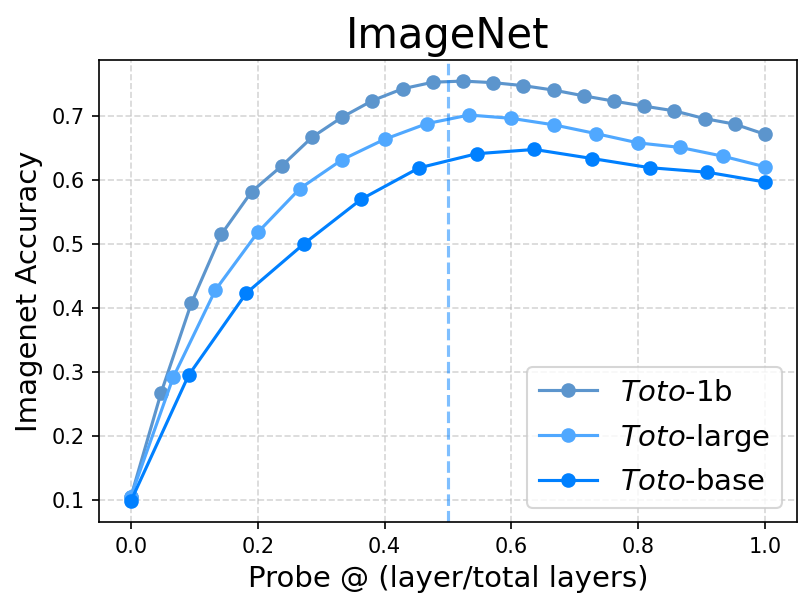 ImageNet
Imagenet Accuracy
0.7
0.6
0.5
0.4
0.3
0.2
0.1
Toto-1b
Toto-large
Toto-base
0.0 0.2 0.4 0.6 0.8 1.0
Probe @ (layer/total layers)